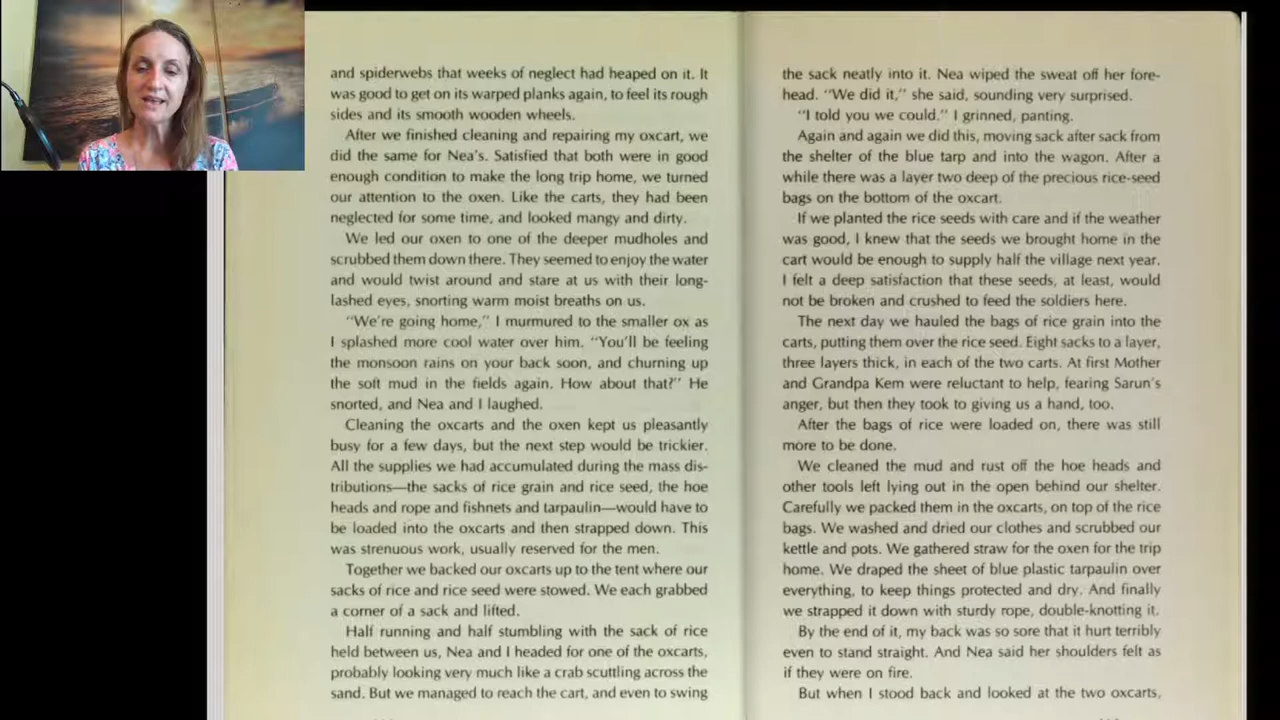 and spiderwebs that weeks of neglect had heaped on it. It
was good to get on its warped planks again, to feel its rough
sides and its smooth wooden wheels.
After we finished cleaning and repairing my oxcart, we
did the same for Nea's. Satisfied that both were in good
enough condition to make the long trip home, we turned
our attention to the oxen. Like the carts, they had been
neglected for some time, and looked mangy and dirty.
We led our oxen to one of the deeper mudholes and
scrubbed them down there. They seemed to enjoy the water
and would twist around and stare at us with their long-
lashed eyes, snorting warm moist breaths on us.
"We're going home," I murmured to the smaller ox as
I splashed more cool water over him. "You'll be feeling
the monsoon rains on your back soon, and churning up
the soft mud in the fields again. How about that?" He
snorted, and Nea and I laughed.
Cleaning the oxcarts and the oxen kept us pleasantly
busy for a few days, but the next step would be trickier.
All the supplies we had accumulated during the mass dis-
tributions—the sacks of rice grain and rice seed, the hoe
heads and rope and fishnets and tarpaulin—would have to
be loaded into the oxcarts and then strapped down. This
was strenuous work, usually reserved for the men.
Together we backed our oxcarts up to the tent where our
sacks of rice and rice seed were stowed. We each grabbed
a corner of a sack and lifted.
Half running and half stumbling with the sack of rice
held between us, Nea and I headed for one of the oxcarts,
probably looking very much like a crab scuttling across the
sand. But we managed to reach the cart, and even to swing
the sack neatly into it. Nea wiped the sweat off her fore-
head. "We did it," she said, sounding very surprised.
"I told you we could." I grinned, panting.
Again and again we did this, moving sack after sack from
the shelter of the blue tarp and into the wagon. After a
while there was a layer two deep of the precious rice-seed
bags on the bottom of the oxcart.
If we planted the rice seeds with care and if the weather
was good, I knew that the seeds we brought home in the
cart would be enough to supply half the village next year.
I felt a deep satisfaction that these seeds, at least, would
not be broken and crushed to feed the soldiers here.
The next day we hauled the bags of rice grain into the
carts, putting them over the rice seed. Eight sacks to a layer,
three layers thick, in each of the two carts. At first Mother
and Grandpa Kem were reluctant to help, fearing Sarun's
anger, but then they took to giving us a hand, too.
After the bags of rice were loaded on, there was still
more to be done.
We cleaned the mud and rust off the hoe heads and
other tools left lying out in the open behind our shelter.
Carefully we packed them in the oxcarts, on top of the rice
bags. We washed and dried our clothes and scrubbed our
kettle and pots. We gathered straw for the oxen for the trip
home. We draped the sheet of blue plastic tarpaulin over
everything, to keep things protected and dry. And finally
we strapped it down with sturdy rope, double-knotting it.
By the end of it, my back was so sore that it hurt terribly
even to stand straight. And Nea said her shoulders felt as
if they were on fire.
But when I stood back and looked at the two oxcarts,